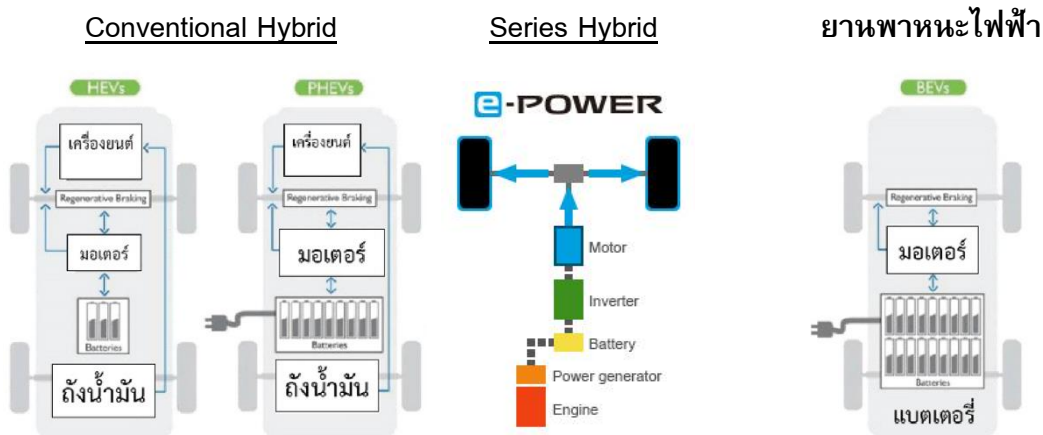 Conventional Hybrid
Series Hybrid
ยานพาหนะไฟฟ้า
HEVs
เครื่องยนต์
Regenerative Braking
มอเตอร์
Batteries
ถังน้ำมัน
PHEVs
เครื่องยนต์
Regenerative Braking
มอเตอร์
Batteries
ถังน้ำมัน
e-POWER
Motor
Inverter
Battery
Power generator
Engine
BEVs
Regenerative Braking
มอเตอร์
Batteries
แบตเตอรี่